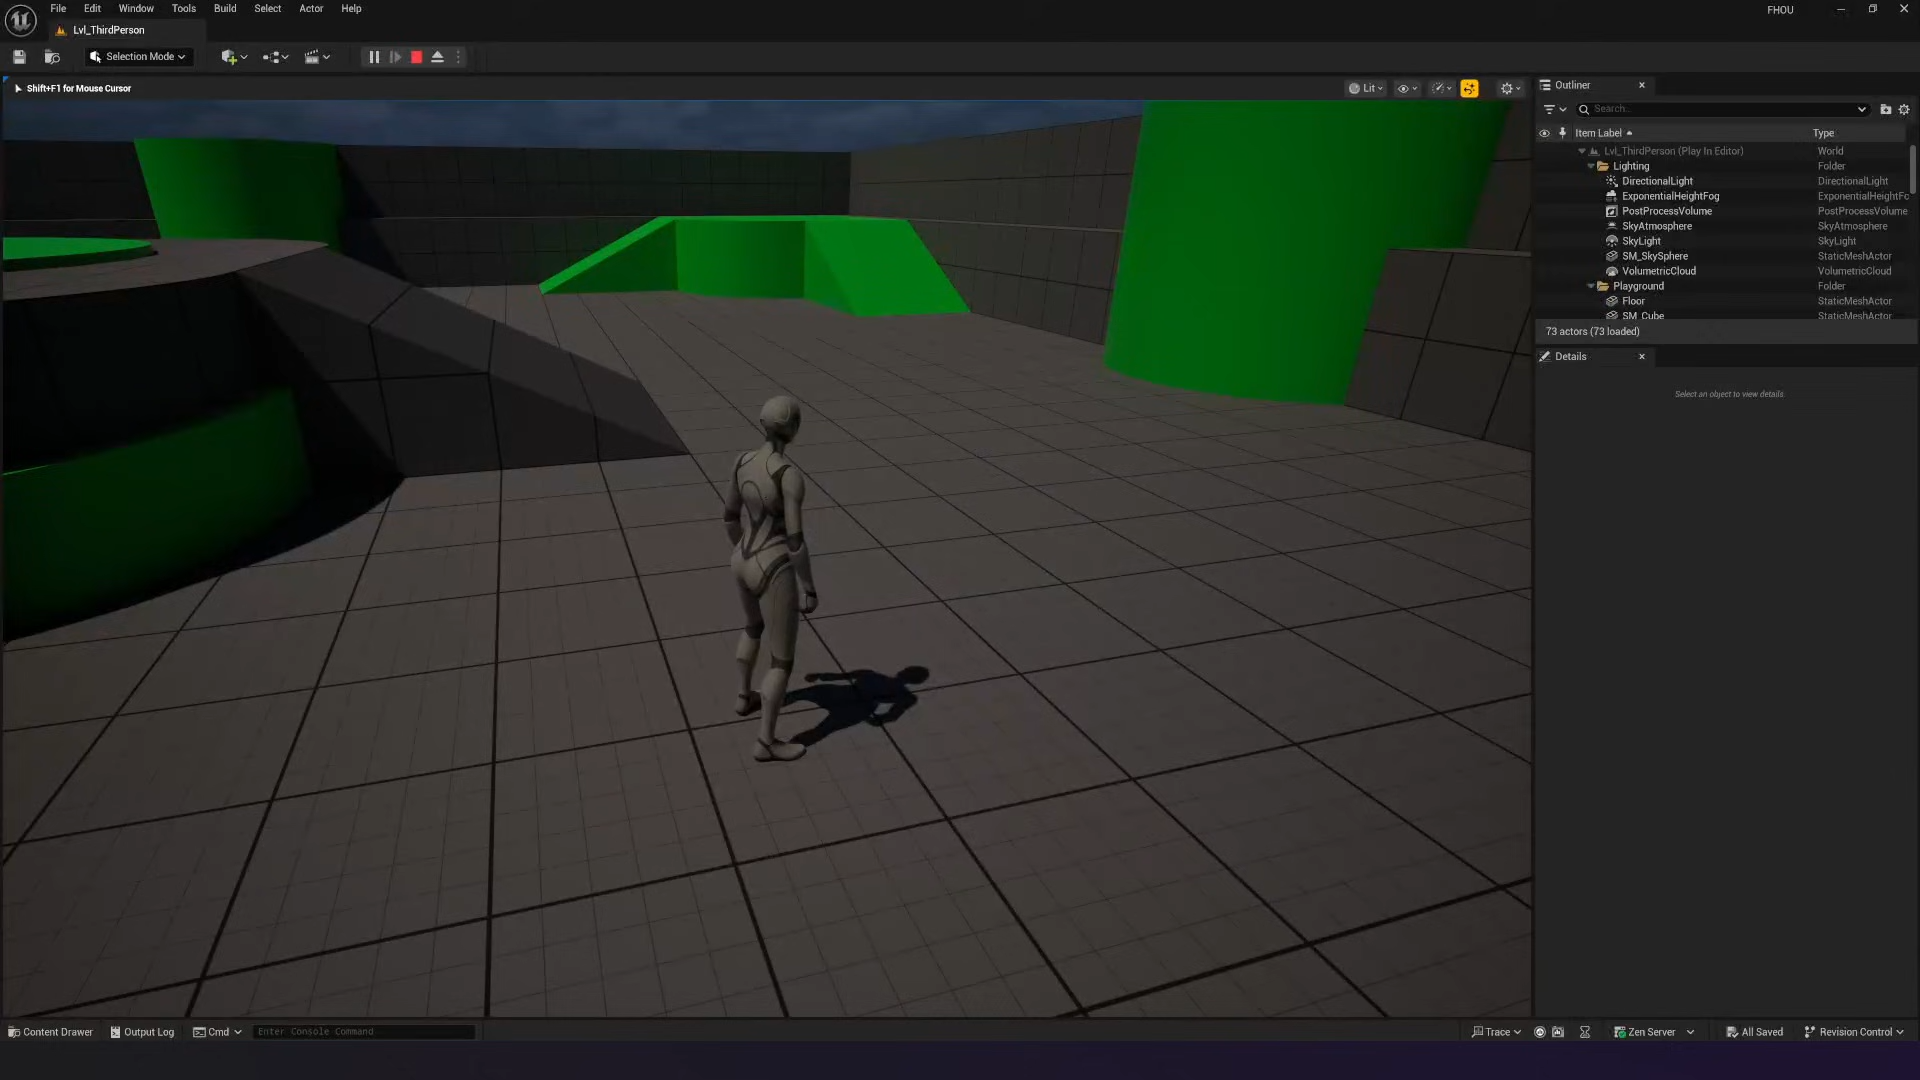 File Edit Window Tools Build Select Actor Help
FHOU
Lvl_ThirdPerson
Selection Mode
Shift+F1 for Mouse Cursor
Lit
Outliner
Search...
Item Label Type
Lvl_ThirdPerson (Play In Editor) World
Lighting Folder
DirectionalLight DirectionalLight
ExponentialHeightFog ExponentialHeightFo
PostProcessVolume PostProcessVolume
SkyAtmosphere SkyAtmosphere
SkyLight SkyLight
SM_SkySphere StaticMeshActor
VolumetricCloud VolumetricCloud
Playground Folder
Floor StaticMeshActor
SM_Cube StaticMeshActor
73 actors (73 loaded)
Details
Select an object to view details.
Content Drawer Output Log Cmd Enter Console Command
Trace Zen Server All Saved Revision Control